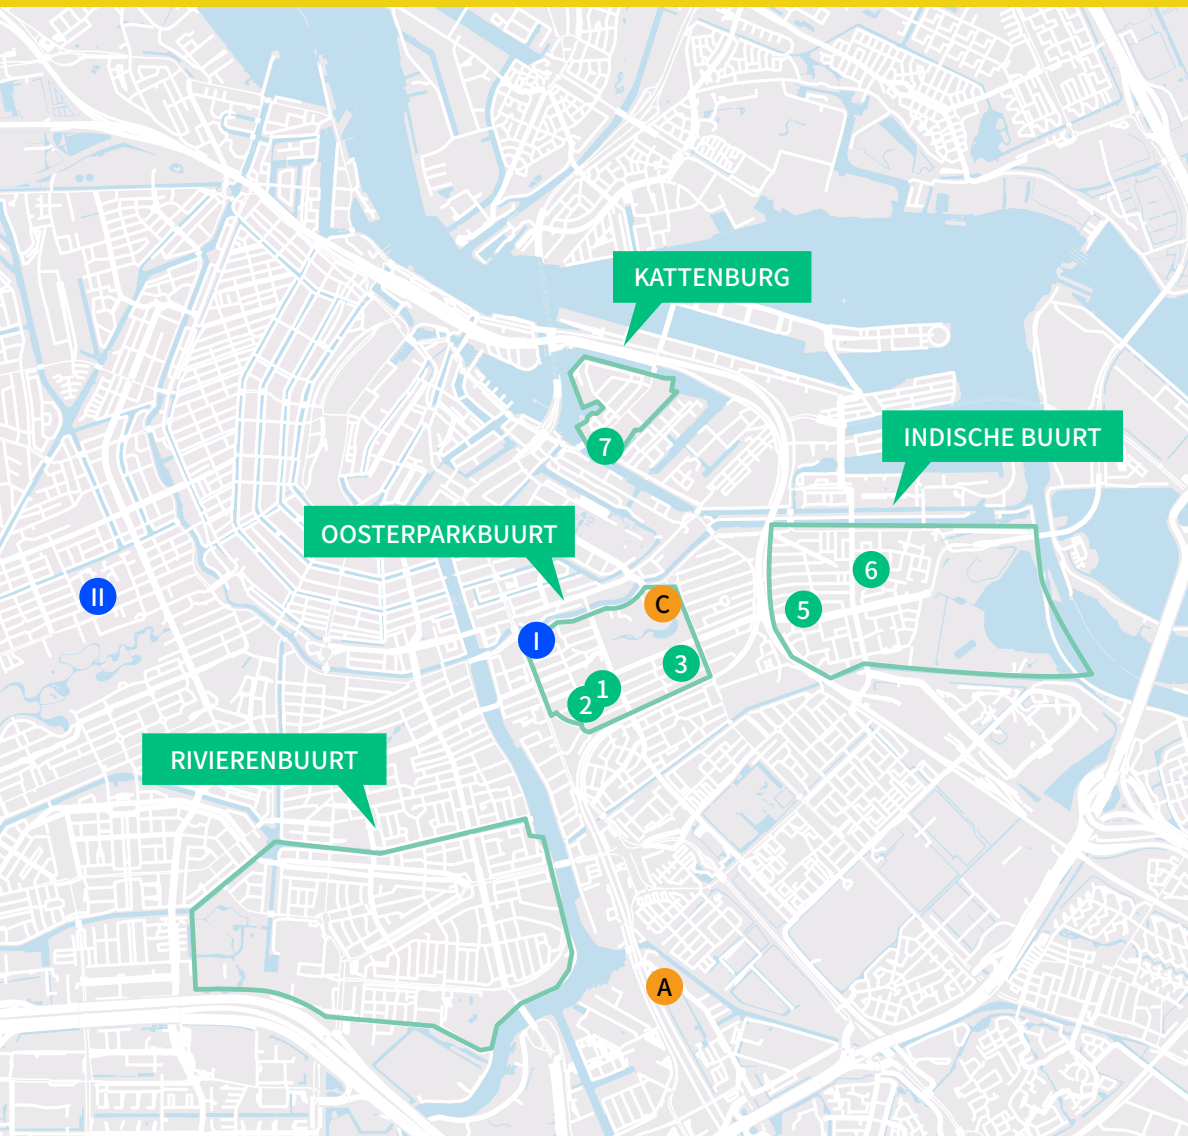 KATTENBURG
INDISCHE BUURT
7
OOSTERPARKBUURT
6
II
C
5
I
3
1
2
RIVIERENBUURT
A